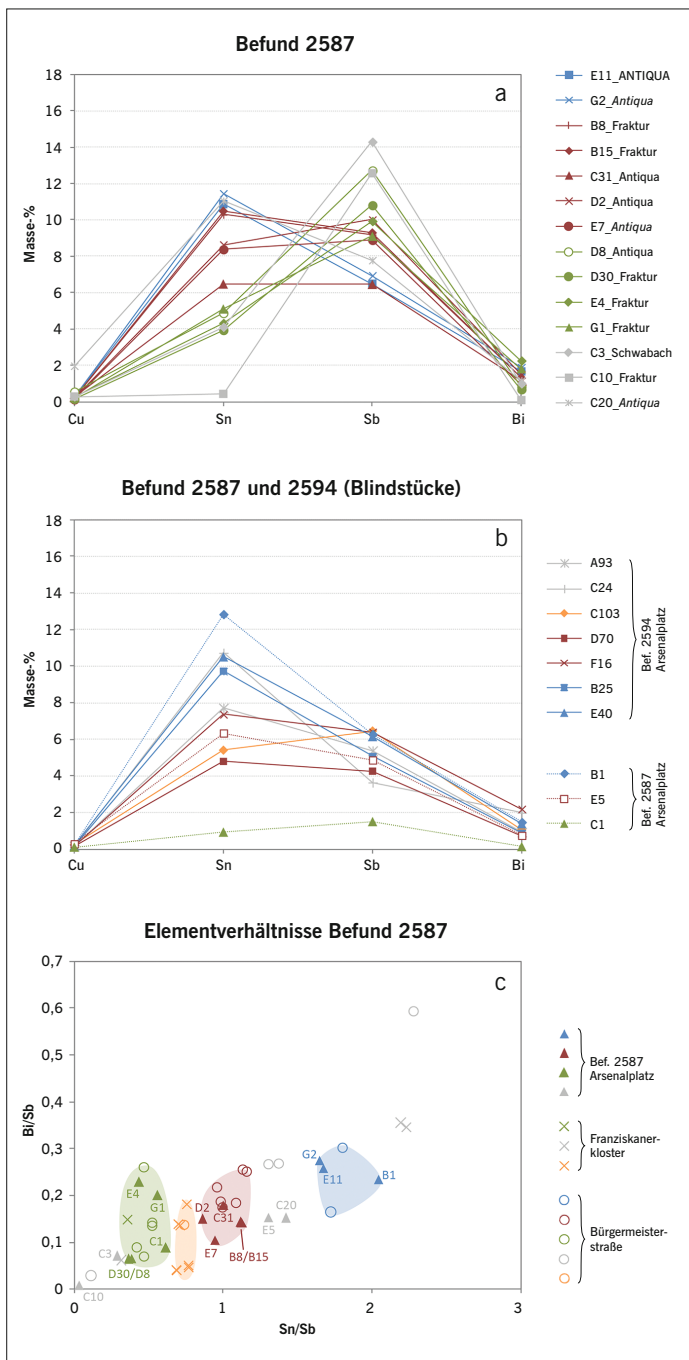 Befund 2587
a
Masse-%
18
16
14
12
10
8
6
4
2
0
Cu
Sn
Sb
Bi
E11_ANTIQUA
G2_Antiqua
B8_Fraktur
B15_Fraktur
C31_Antiqua
D2_Antiqua
E7_Antiqua
D8_Antiqua
D30_Fraktur
E4_Fraktur
G1_Fraktur
C3_Schwabach
C10_Fraktur
C20_Antiqua
Befund 2587 und 2594 (Blindstücke)
b
Masse-%
18
16
14
12
10
8
6
4
2
0
Cu
Sn
Sb
Bi
A93
C24
C103
D70
F16
B25
E40
Bef. 2594
Arsenalplatz
B1
E5
C1
Bef. 2587
Arsenalplatz
Elementverhältnisse Befund 2587
c
Bi/Sb
0,7
0,6
0,5
0,4
0,3
0,2
0,1
0
0
1
2
3
Sn/Sb
G2
E11
B1
E4
G1
D2
C31
C20
E5
C1
E7
B8/B15
C3
D30/D8
C10
Bef. 2587
Arsenalplatz
Franziskaner-
kloster
Bürgermeister-
straße